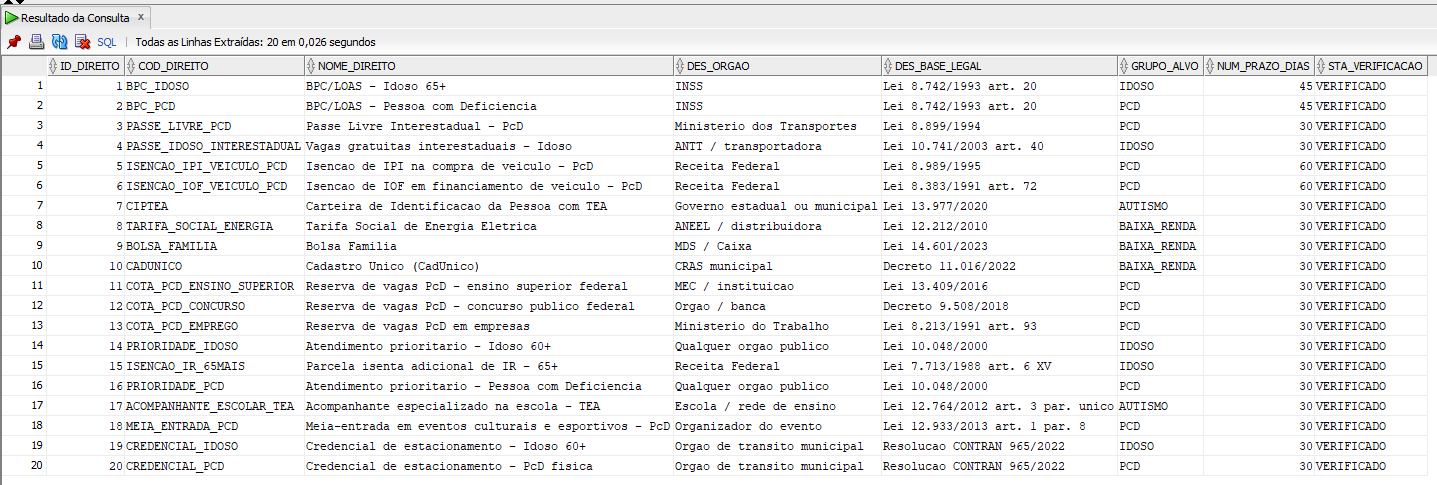 Resultado da Consulta x
SQL | Todas as Linhas Extraídas: 20 em 0,026 segundos
ID_DIREITO COD_DIREITO NOME_DIREITO DES_ORGAO DES_BASE_LEGAL GRUPO_ALVO NUM_PRAZO_DIAS STA_VERIFICACAO
1 1 BPC_IDOSO BPC/LOAS - Idoso 65+ INSS Lei 8.742/1993 art. 20 IDOSO 45 VERIFICADO
2 2 BPC_PCD BPC/LOAS - Pessoa com Deficiencia INSS Lei 8.742/1993 art. 20 PCD 45 VERIFICADO
3 3 PASSE_LIVRE_PCD Passe Livre Interestadual - PcD Ministerio dos Transportes Lei 8.899/1994 PCD 30 VERIFICADO
4 4 PASSE_IDOSO_INTERESTADUAL Vagas gratuitas interestaduais - Idoso ANTT / transportadora Lei 10.741/2003 art. 40 IDOSO 30 VERIFICADO
5 5 ISENCAO_IPI_VEICULO_PCD Isencao de IPI na compra de veiculo - PcD Receita Federal Lei 8.989/1995 PCD 60 VERIFICADO
6 6 ISENCAO_IOF_VEICULO_PCD Isencao de IOF em financiamento de veiculo - PcD Receita Federal Lei 8.383/1991 art. 72 PCD 60 VERIFICADO
7 7 CIPTEA Carteira de Identificacao da Pessoa com TEA Governo estadual ou municipal Lei 13.977/2020 AUTISMO 30 VERIFICADO
8 8 TARIFA_SOCIAL_ENERGIA Tarifa Social de Energia Eletrica ANEEL / distribuidora Lei 12.212/2010 BAIXA_RENDA 30 VERIFICADO
9 9 BOLSA_FAMILIA Bolsa Familia MDS / Caixa Lei 14.601/2023 BAIXA_RENDA 30 VERIFICADO
10 10 CADUNICO Cadastro Unico (CadUnico) CRAS municipal Decreto 11.016/2022 BAIXA_RENDA 30 VERIFICADO
11 11 COTA_PCD_ENSINO_SUPERIOR Reserva de vagas PcD - ensino superior federal MEC / instituicao Lei 13.409/2016 PCD 30 VERIFICADO
12 12 COTA_PCD_CONCURSO Reserva de vagas PcD - concurso publico federal Orgao / banca Decreto 9.508/2018 PCD 30 VERIFICADO
13 13 COTA_PCD_EMPREGO Reserva de vagas PcD em empresas Ministerio do Trabalho Lei 8.213/1991 art. 93 PCD 30 VERIFICADO
14 14 PRIORIDADE_IDOSO Atendimento prioritario - Idoso 60+ Qualquer orgao publico Lei 10.048/2000 IDOSO 30 VERIFICADO
15 15 ISENCAO_IR_65MAIS Parcela isenta adicional de IR - 65+ Receita Federal Lei 7.713/1988 art. 6 XV IDOSO 30 VERIFICADO
16 16 PRIORIDADE_PCD Atendimento prioritario - Pessoa com Deficiencia Qualquer orgao publico Lei 10.048/2000 PCD 30 VERIFICADO
17 17 ACOMPANHANTE_ESCOLAR_TEA Acompanhante especializado na escola - TEA Escola / rede de ensino Lei 12.764/2012 art. 3 par. unico AUTISMO 30 VERIFICADO
18 18 MEIA_ENTRADA_PCD Meia-entrada em eventos culturais e esportivos - PcD Organizador do evento Lei 12.933/2013 art. 1 par. 8 PCD 30 VERIFICADO
19 19 CREDENCIAL_IDOSO Credencial de estacionamento - Idoso 60+ Orgao de transito municipal Resolucao CONTRAN 965/2022 IDOSO 30 VERIFICADO
20 20 CREDENCIAL_PCD Credencial de estacionamento - PcD fisica Orgao de transito municipal Resolucao CONTRAN 965/2022 PCD 30 VERIFICADO